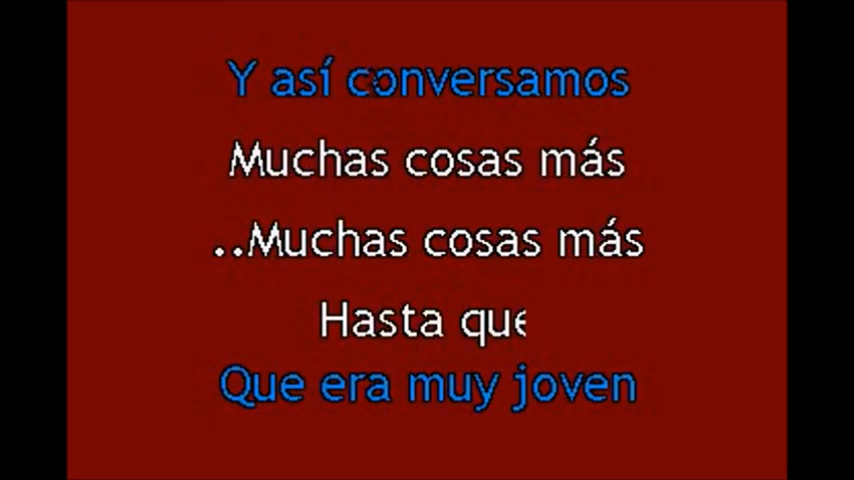 Y así conversamos
Muchas cosas más
..Muchas cosas más
Hasta que
Que era muy joven